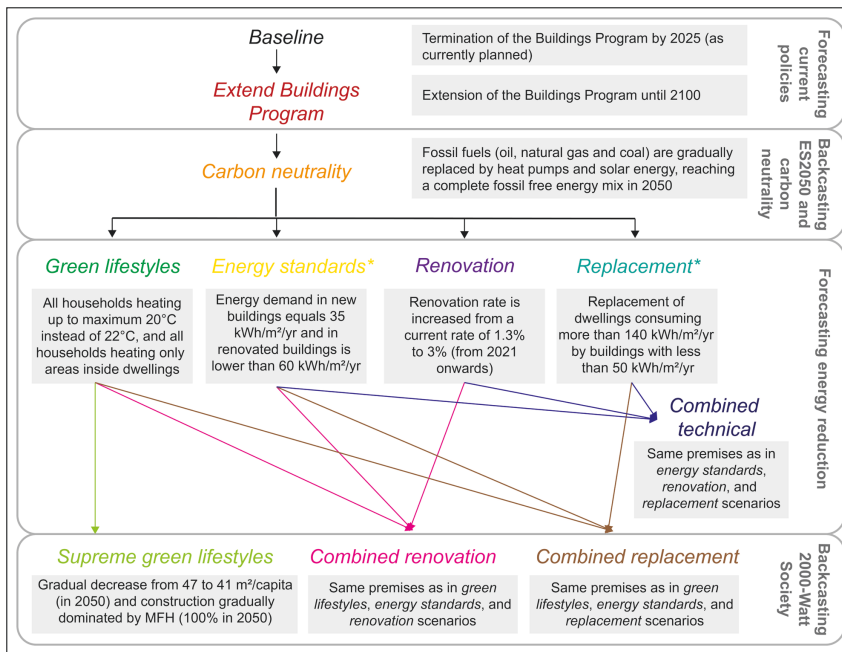 Baseline
Termination of the Buildings Program by 2025 (as
currently planned)
Extend Buildings
Program
Extension of the Buildings Program until 2100
Forecasting
current
policies
Carbon neutrality
Fossil fuels (oil, natural gas and coal) are gradually
replaced by heat pumps and solar energy, reaching
a complete fossil free energy mix in 2050
Backcasting
ES2050 and
carbon
neutrality
Green lifestyles
All households heating
up to maximum 20°C
instead of 22°C, and all
households heating only
areas inside dwellings
Energy standards*
Energy demand in new
buildings equals 35
kWh/m²/yr and in
renovated buildings is
lower than 60 kWh/m²/yr
Renovation
Renovation rate is
increased from a
current rate of 1.3%
to 3% (from 2021
onwards)
Replacement*
Replacement of
dwellings consuming
more than 140 kWh/m²/yr
by buildings with less
than 50 kWh/m²/yr
Combined
technical
Same premises as in
energy standards,
renovation, and
replacement
scenarios
Forecasting energy reduction
Supreme green lifestyles
Gradual decrease from 47 to 41 m²/capita
(in 2050) and construction gradually
dominated by MFH (100% in 2050)
Combined renovation
Same premises as in green
lifestyles, energy standards, and
renovation scenarios
Combined replacement
Same premises as in green
lifestyles, energy standards, and
replacement scenarios
Backcasting
2000-Watt
Society